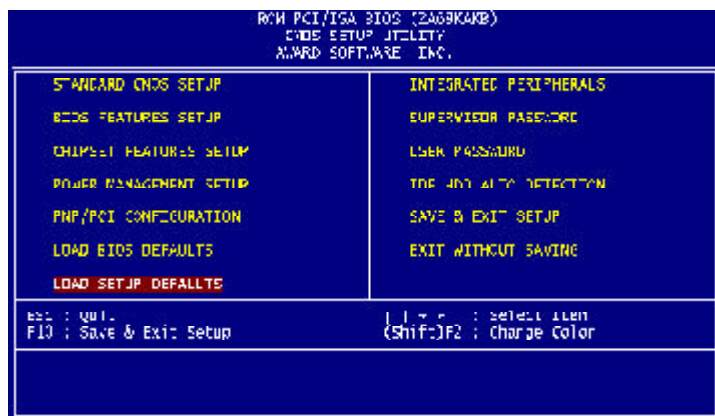 ROM PCI/ISA BIOS (2A69KAKB)
CMOS SETUP UTILITY
AWARD SOFTWARE INC.
STANDARD CMOS SETUP
BIOS FEATURES SETUP
CHIPSET FEATURES SETUP
POWER MANAGEMENT SETUP
PNP/PCI CONFIGURATION
LOAD BIOS DEFAULTS
LOAD SETUP DEFAULTS
INTEGRATED PERIPHERALS
SUPERVISOR PASSWORD
USER PASSWORD
IDE HDD AUTO DETECTION
SAVE & EXIT SETUP
EXIT WITHOUT SAVING
ESC : Quit
F10 : Save & Exit Setup
: Select Item
(Shift)F2 : Change Color